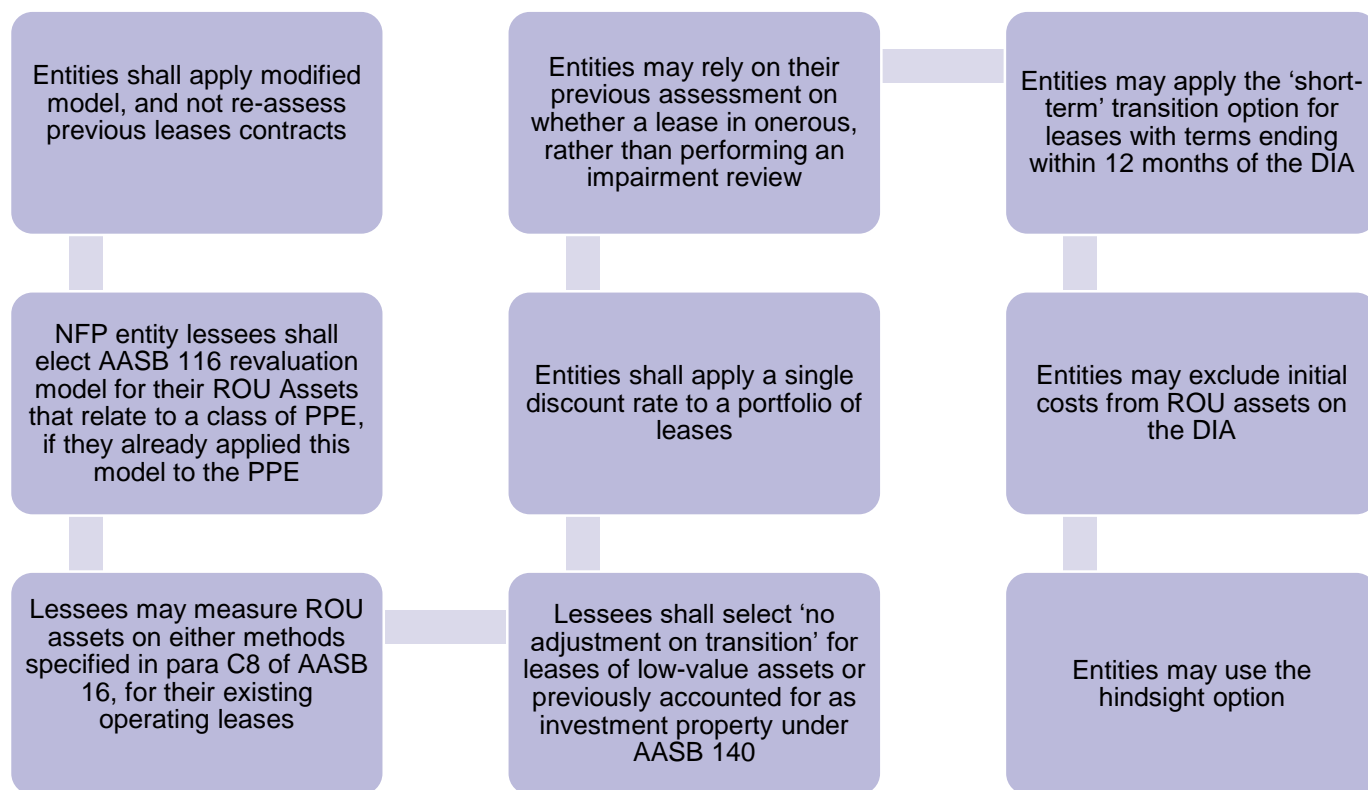 Entities shall apply modified
model, and not re-assess
previous leases contracts
NFP entity lessees shall
elect AASB 116 revaluation
model for their ROU Assets
that relate to a class of PPE,
if they already applied this
model to the PPE
Lessees may measure ROU
assets on either methods
specified in para C8 of AASB
16, for their existing
operating leases
Lessees shall select ‘no
adjustment on transition’ for
leases of low-value assets or
previously accounted for as
investment property under
AASB 140
Entities shall apply a single
discount rate to a portfolio of
leases
Entities may rely on their
previous assessment on
whether a lease in onerous,
rather than performing an
impairment review
Entities may apply the ‘short-
term’ transition option for
leases with terms ending
within 12 months of the DIA
Entities may exclude initial
costs from ROU assets on
the DIA
Entities may use the
hindsight option